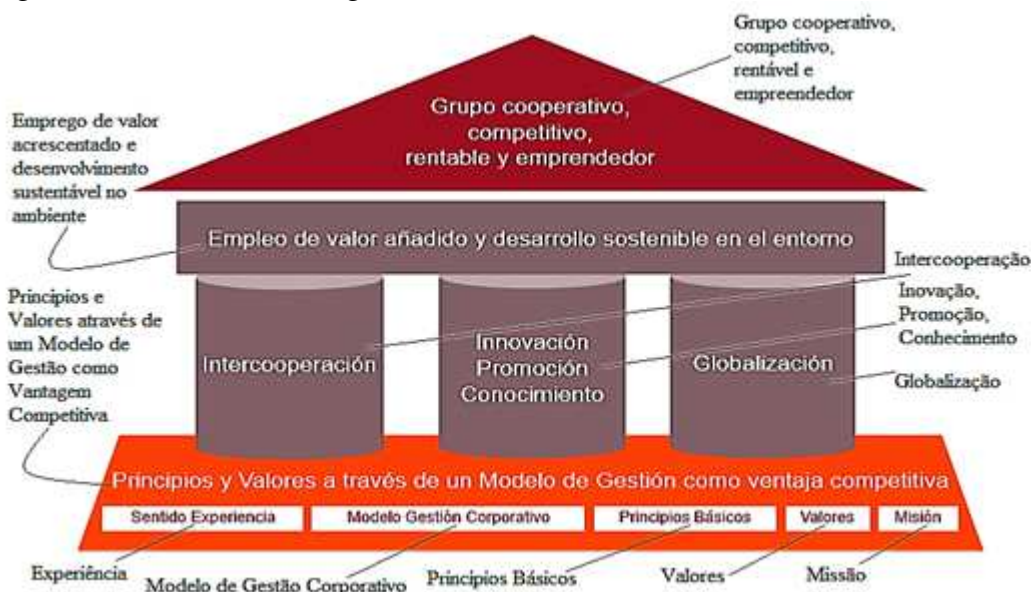 Grupo cooperativo,
competitivo,
rentável e
empreendedor
Grupo cooperativo,
competitivo,
rentable y emprendedor
Emprego de valor
acrescentado e
desenvolvimento
sustentável no
ambiente
Empleo de valor añadido y desarrollo sostenible en el entorno
Intercooperação
Inovação,
Promoção,
Conhecimento
Globalização
Princípios e
Valores através de
um Modelo de
Gestão como
Vantagem
Competitiva
Intercooperación
Innovación
Promoción
Conocimiento
Globalización
Principios y Valores a través de un Modelo de Gestión como ventaja competitiva
Sentido Experiencia
Modelo Gestión Corporativo
Principios Básicos
Valores
Misión
Experiência
Modelo de Gestão Corporativo
Princípios Básicos
Valores
Missão